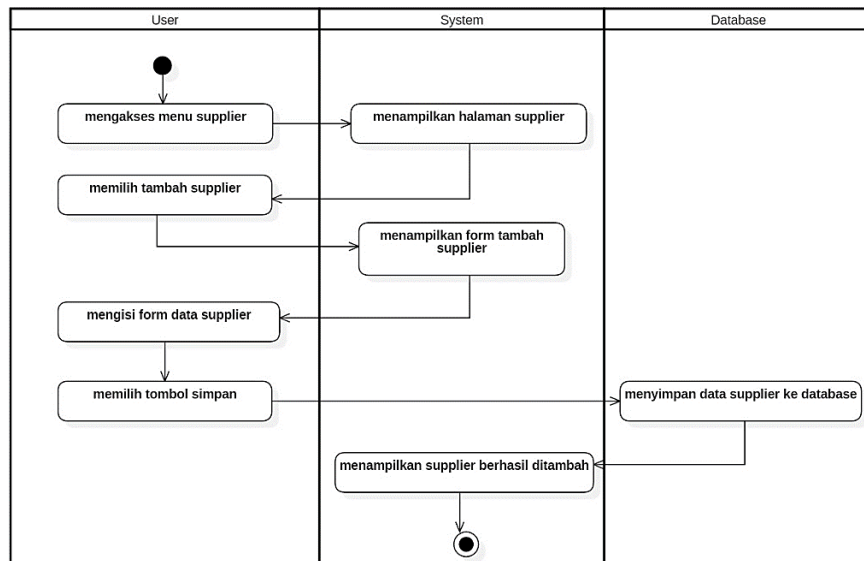 User
System
Database
mengakses menu supplier
menampilkan halaman supplier
memilih tambah supplier
menampilkan form tambah
supplier
mengisi form data supplier
memilih tombol simpan
menyimpan data supplier ke database
menampilkan supplier berhasil ditambah